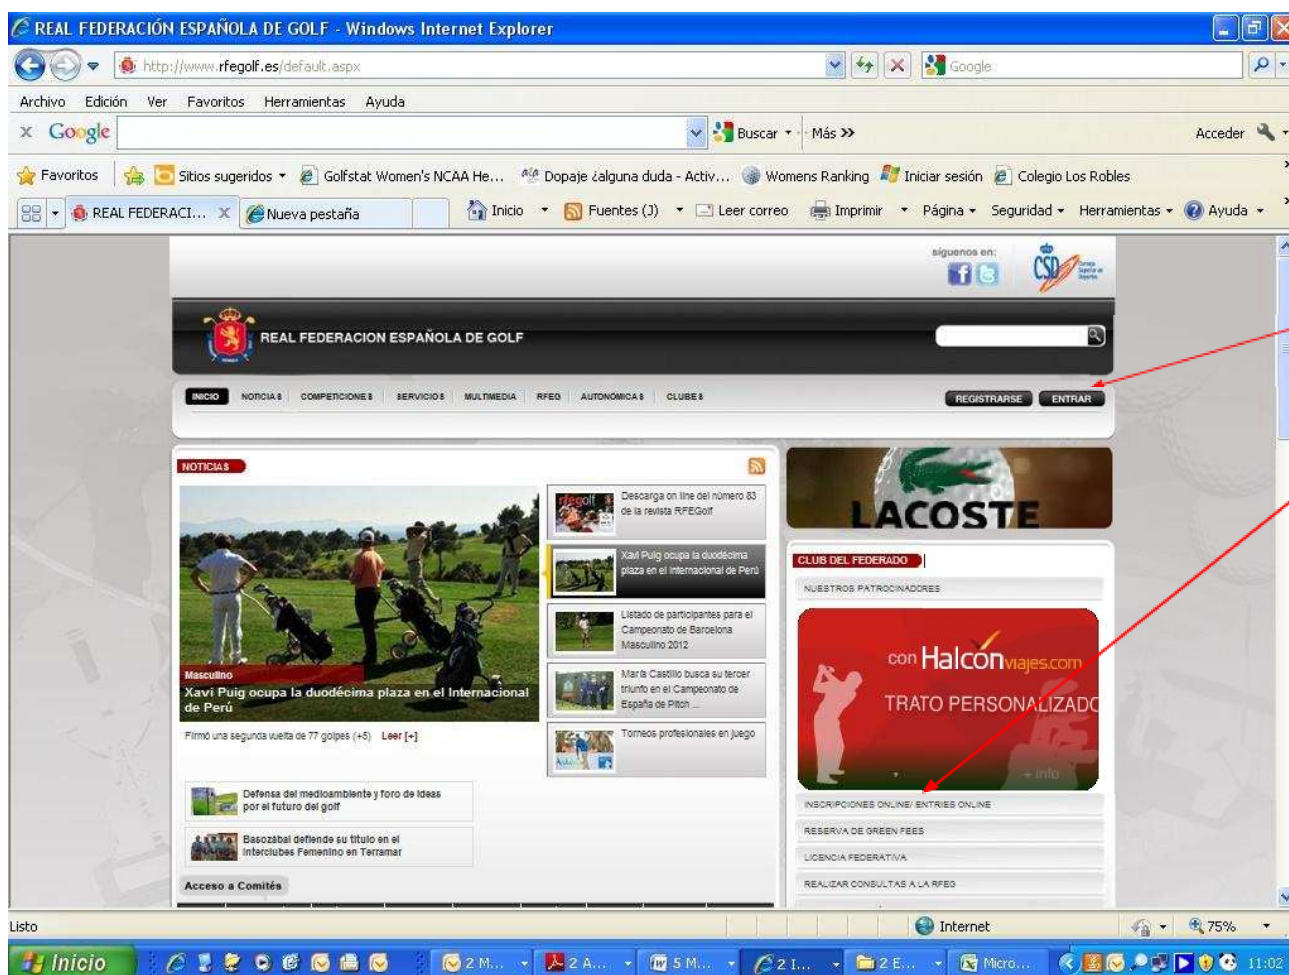 REAL FEDERACIÓN ESPAÑOLA DE GOLF - Windows Internet Explorer
http://www.rfegolf.es/default.aspx
Google
Archivo Edición Ver Favoritos Herramientas Ayuda
x Google Buscar Más >> Acceder
Favoritos Sitios sugeridos Golfstat Women's NCAA He... Dopaje ¿alguna duda - Activ... Womens Ranking Iniciar sesión Colegio Los Robles
REAL FEDERACI... X Nueva pestaña Inicio Fuentes (J) Leer correo Imprimir Página Seguridad Herramientas Ayuda
síguenos en:
CSD
REAL FEDERACION ESPAÑOLA DE GOLF
INICIO NOTICIAS COMPETICIONES SERVICIOS MULTIMEDIA RFEG AUTONÓMICAS CLUBES REGISTRARSE ENTRAR
NOTICIAS
rfegolf
Descarga on line del número 83
de la revista RFEGolf
Xavi Puig ocupa la duodécima
plaza en el Internacional de Perú
Listado de participantes para el
Campeonato de Barcelona
Masculino 2012
María Castillo busca su tercer
triunfo en el Campeonato de
España de Pitch ...
Torneos profesionales en juego
Masculino
Xavi Puig ocupa la duodécima plaza en el Internacional
de Perú
Firmó una segunda vuelta de 77 golpes (+5) Leer [+]
Defensa del medioambiente y foro de ideas
por el futuro del golf
Basozábal defiende su título en el
Interclubes Femenino en Terramar
Acceso a Comités
LACOSTE
CLUB DEL FEDERADO
NUESTROS PATROCINADORES
con Halcónviajes.com
TRATO PERSONALIZADO
+ info
INSCRIPCIONES ONLINE/ ENTRIES ONLINE
RESERVA DE GREEN FEES
LICENCIA FEDERATIVA
REALIZAR CONSULTAS A LA RFEG
Listo Internet 75%
Inicio 2 M... 2 A... 5 M... 2 I... 2 E... Micro... 11:02